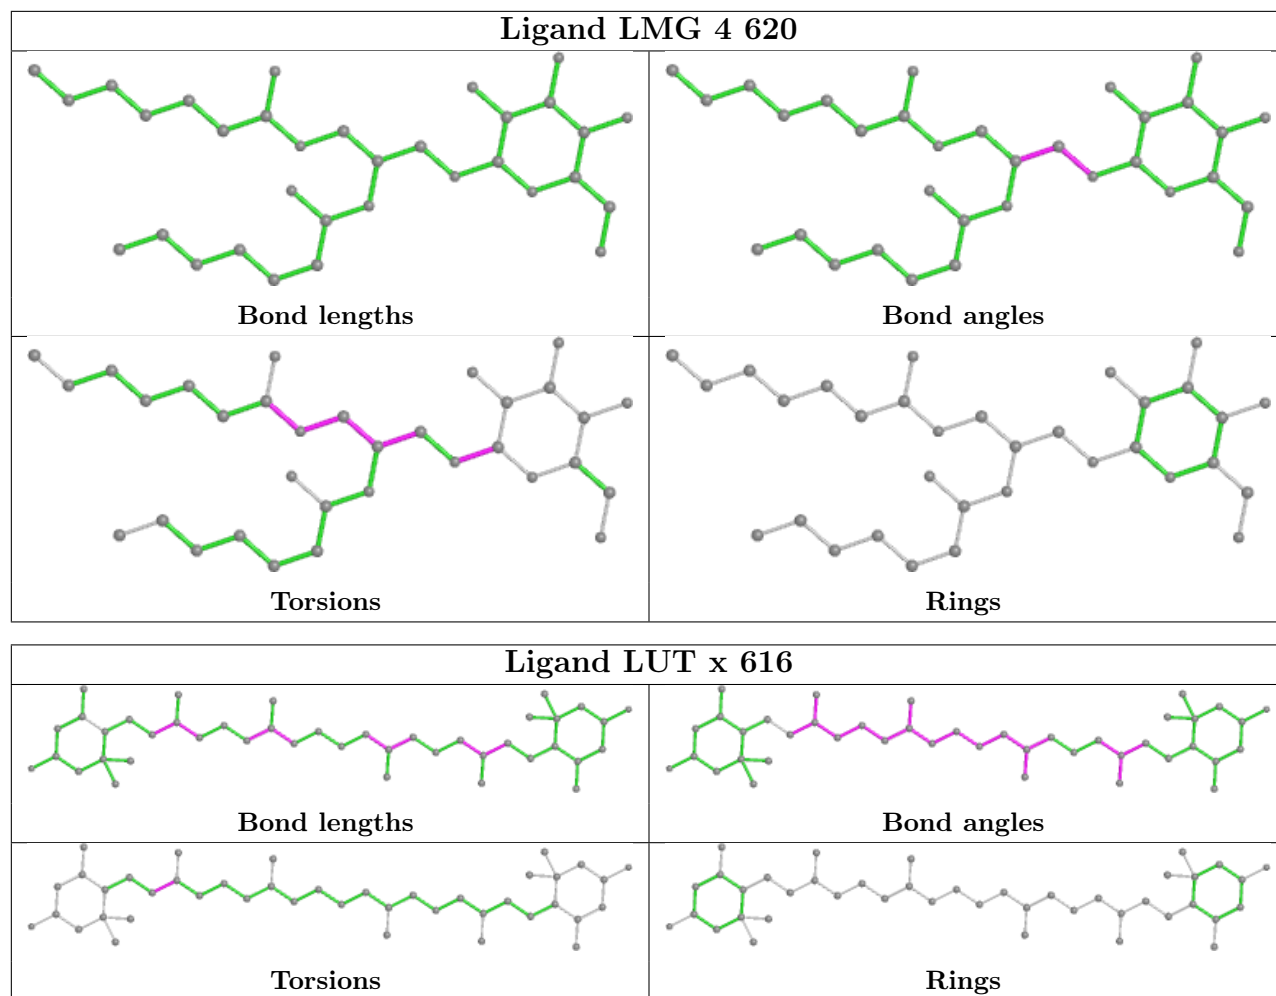 Ligand LMG 4 620
Bond lengths
Bond angles
Torsions
Rings
Ligand LUT x 616
Bond lengths
Bond angles
Torsions
Rings